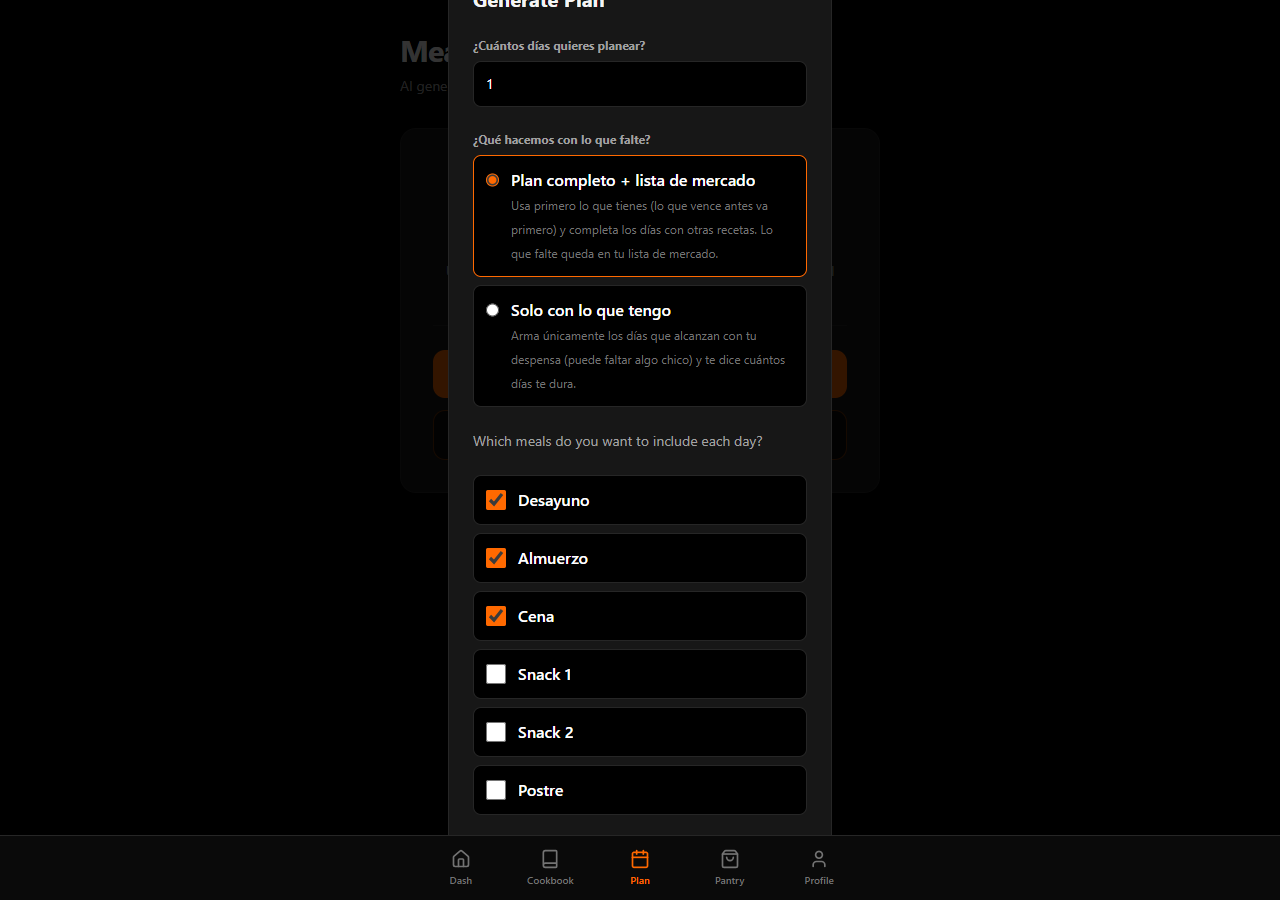 Generate Plan
Mea
AI gene
¿Cuántos días quieres planear?
1
¿Qué hacemos con lo que falte?
Plan completo + lista de mercado
Usa primero lo que tienes (lo que vence antes va
primero) y completa los días con otras recetas. Lo
que falte queda en tu lista de mercado.
Solo con lo que tengo
Arma únicamente los días que alcanzan con tu
despensa (puede faltar algo chico) y te dice cuántos
días te dura.
Which meals do you want to include each day?
Desayuno
Almuerzo
Cena
Snack 1
Snack 2
Postre
Dash
Cookbook
Plan
Pantry
Profile